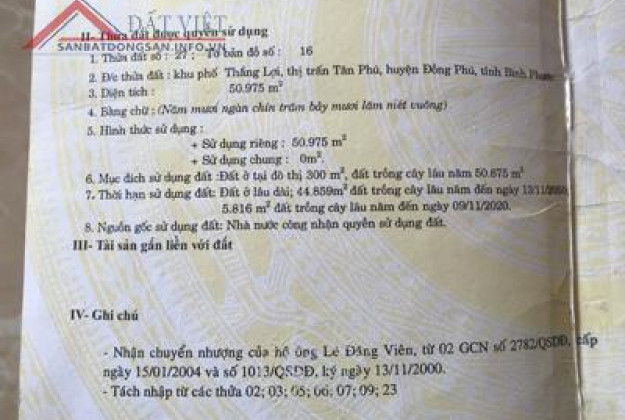 ĐẤT VIỆT
SANBATDONGSAN.INFO.VN
II- Thửa đất được quyền sử dụng
1. Thửa đất số: 27; Tờ bản đồ số: 16
2. Đ/c thửa đất: khu phố Thắng Lợi, thị trấn Tân Phú, huyện Đồng Phú, tỉnh Bình Phước
3. Diện tích: 50.975 m²
4. Bằng chữ: (Năm mươi ngàn chín trăm bảy mươi lăm mét vuông)
5. Hình thức sử dụng:
+ Sử dụng riêng: 50.975 m²
+ Sử dụng chung: 0m².
6. Mục đích sử dụng đất :Đất ở tại đô thị 300 m², đất trồng cây lâu năm 50.675 m²
7. Thời hạn sử dụng đất: Đất ở lâu dài; 44.859m² đất trồng cây lâu năm đến ngày 13/11/2050,
5.816 m² đất trồng cây lâu năm đến ngày 09/11/2020.
8. Nguồn gốc sử dụng đất: Nhà nước công nhận quyền sử dụng đất.
III- Tài sản gắn liền với đất
IV- Ghi chú
- Nhận chuyển nhượng của hộ ông Lê Đăng Viên, từ 02 GCN số 2782/QSDĐ, cấp
ngày 15/01/2004 và số 1013/QSDĐ, ký ngày 13/11/2000.
- Tách nhập từ các thửa 02; 03; 05; 06; 07; 09; 23